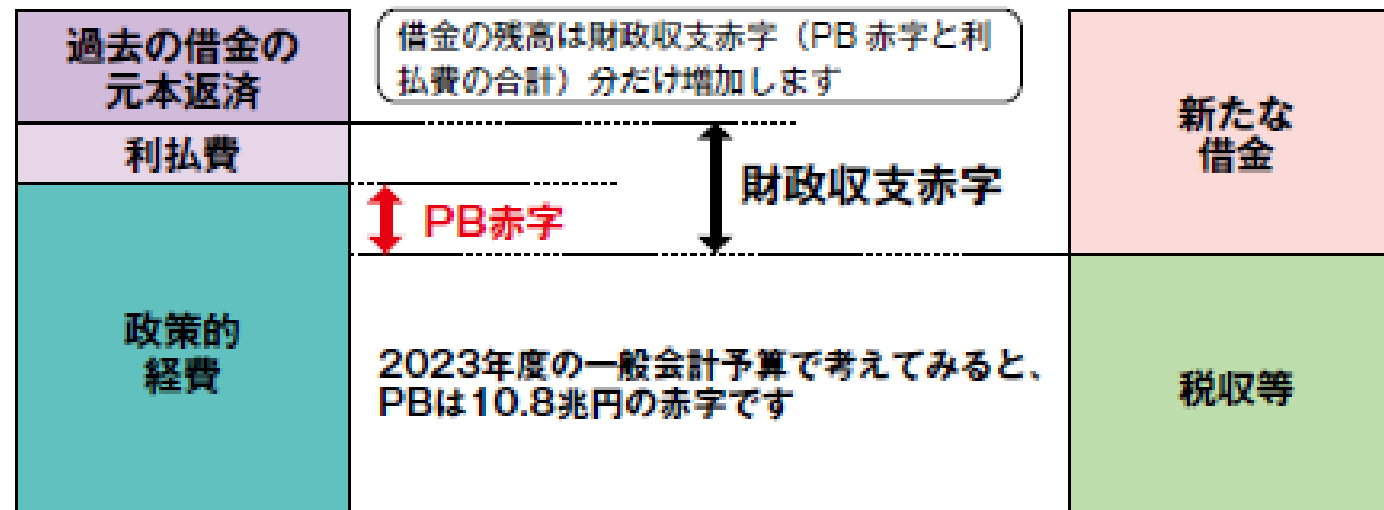 過去の借金の
元本返済
借金の残高は財政収支赤字（PB 赤字と利
払費の合計）分だけ増加します
新たな
借金
利払費
財政収支赤字
PB赤字
政策的
経費
2023年度の一般会計予算で考えてみると、
PBは10.8兆円の赤字です
税収等